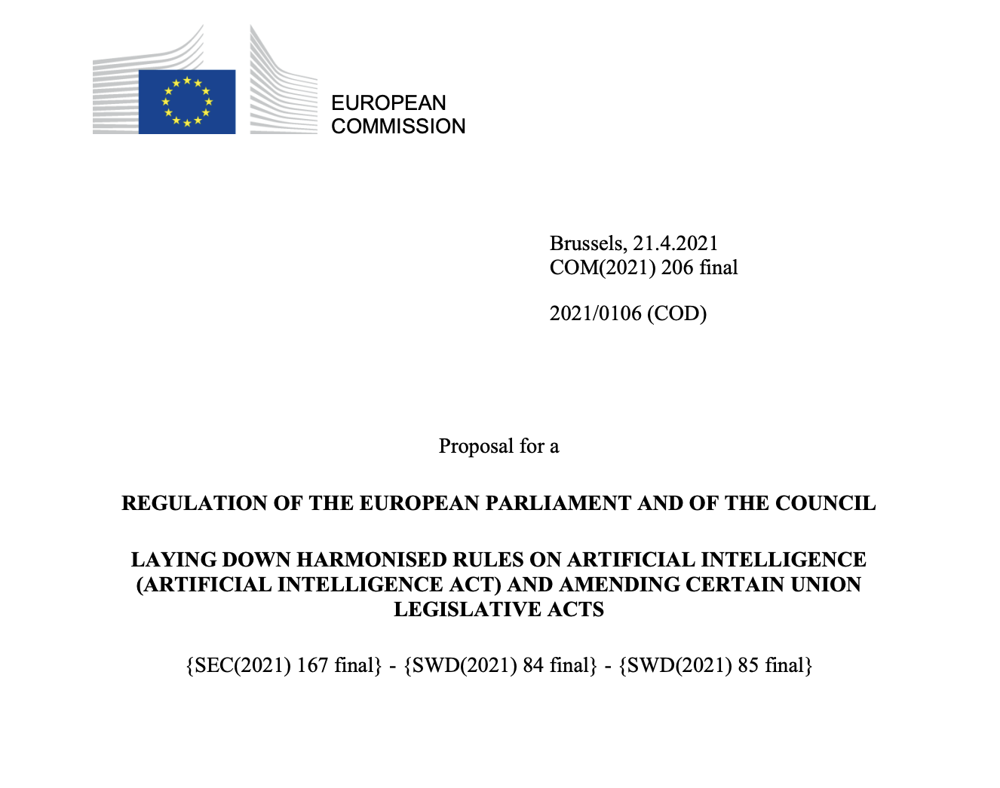 EUROPEAN
COMMISSION
Brussels, 21.4.2021
COM(2021) 206 final
2021/0106 (COD)
Proposal for a
REGULATION OF THE EUROPEAN PARLIAMENT AND OF THE COUNCIL
LAYING DOWN HARMONISED RULES ON ARTIFICIAL INTELLIGENCE
(ARTIFICIAL INTELLIGENCE ACT) AND AMENDING CERTAIN UNION
LEGISLATIVE ACTS
{SEC(2021) 167 final} - {SWD(2021) 84 final} - {SWD(2021) 85 final}